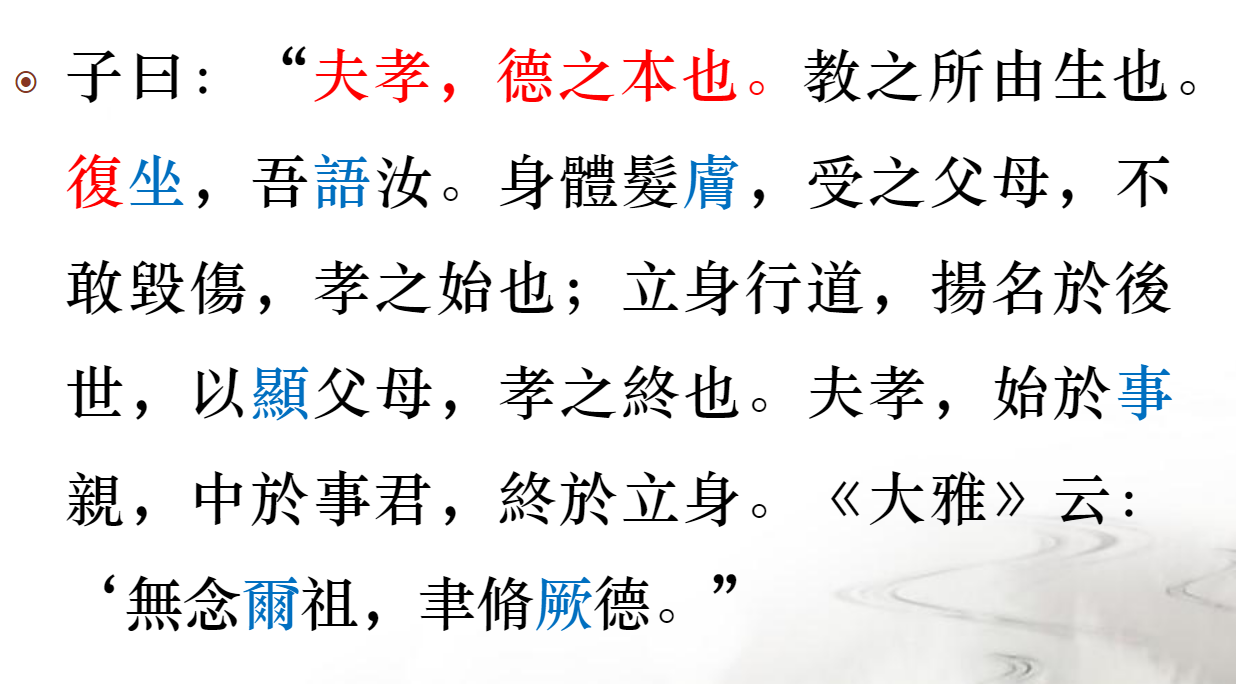 子曰：“夫孝，德之本也。教之所由生也。
復坐，吾語汝。身體髮膚，受之父母，不
敢毀傷，孝之始也；立身行道，揚名於後
世，以顯父母，孝之終也。夫孝，始於事
親，中於事君，終於立身。《大雅》云：
‘無念爾祖，聿脩厥德。”